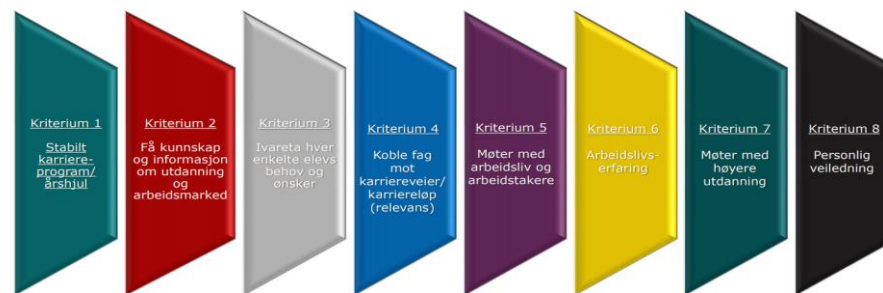 Kriterium 1
Stabilt
karriere-
program/
årshjul
Kriterium 2
Få kunnskap
og informasjon
om utdanning
og
arbeidsmarked
Kriterium 3
Ivareta hver
enkelte elevs
behov og
ønsker
Kriterium 4
Koble fag
mot
karriereveier/
karriereløp
(relevans)
Kriterium 5
Møter med
arbeidsliv og
arbeidstakere
Kriterium 6
Arbeidslivs-
erfaring
Kriterium 7
Møter med
høyere
utdanning
Kriterium 8
Personlig
veiledning